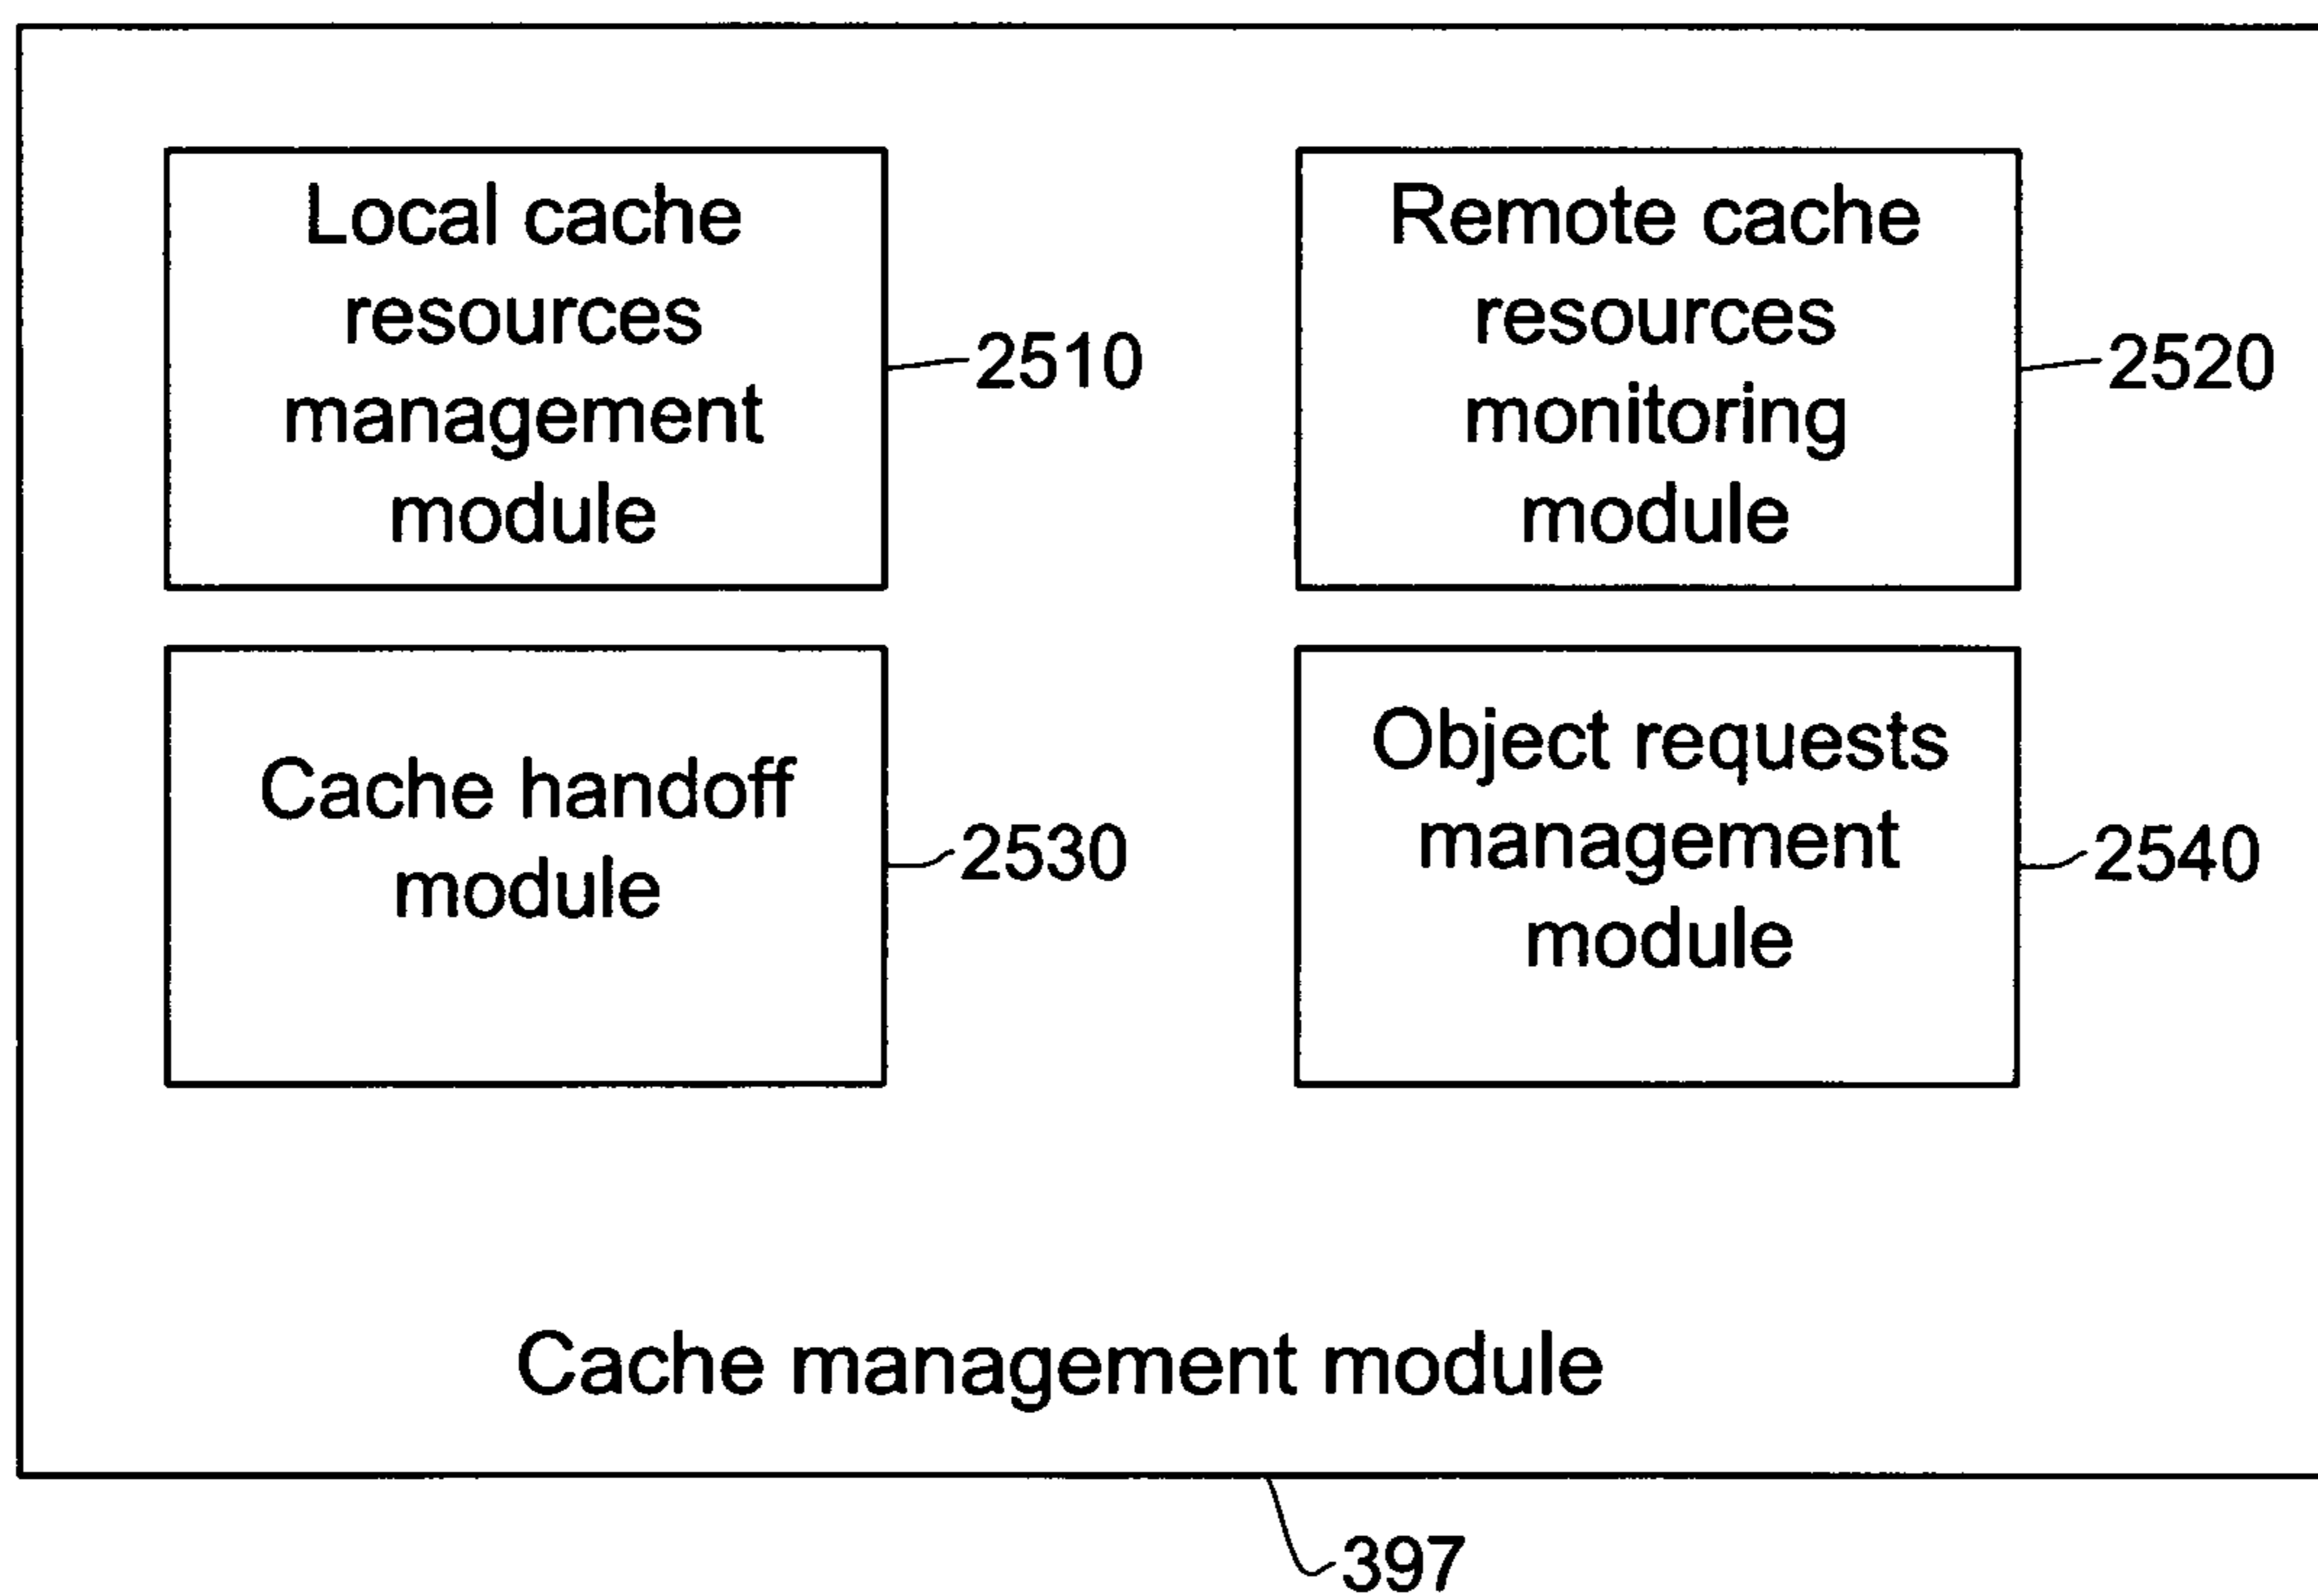 Local cache
resources
management
module
2510
Remote cache
resources
monitoring
module
2520
Cache handoff
module
2530
Object requests
management
module
2540
Cache management module
397